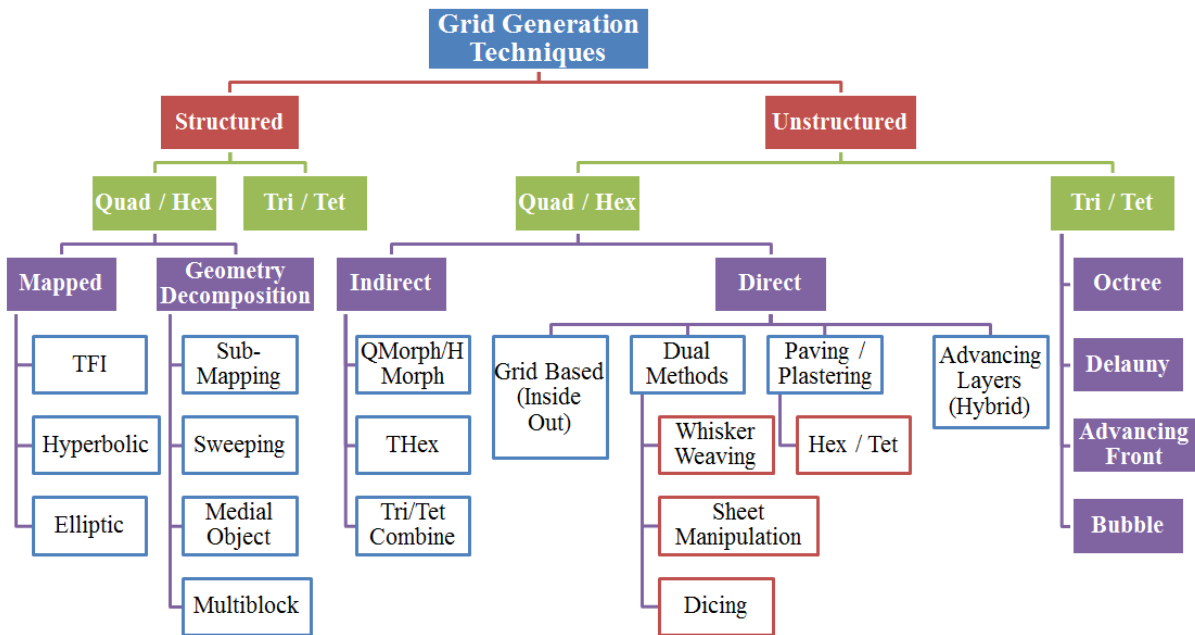 Grid Generation
Techniques
Structured
Unstructured
Quad / Hex
Tri / Tet
Quad / Hex
Tri / Tet
Mapped
Geometry
Decomposition
Indirect
Direct
Octree
TFI
Sub-
Mapping
QMorph/H
Morph
Grid Based
(Inside
Out)
Dual
Methods
Paving /
Plastering
Advancing
Layers
(Hybrid)
Delauny
Hyperbolic
Sweeping
THex
Whisker
Weaving
Hex / Tet
Advancing
Front
Elliptic
Medial
Object
Tri/Tet
Combine
Sheet
Manipulation
Bubble
Multiblock
Dicing